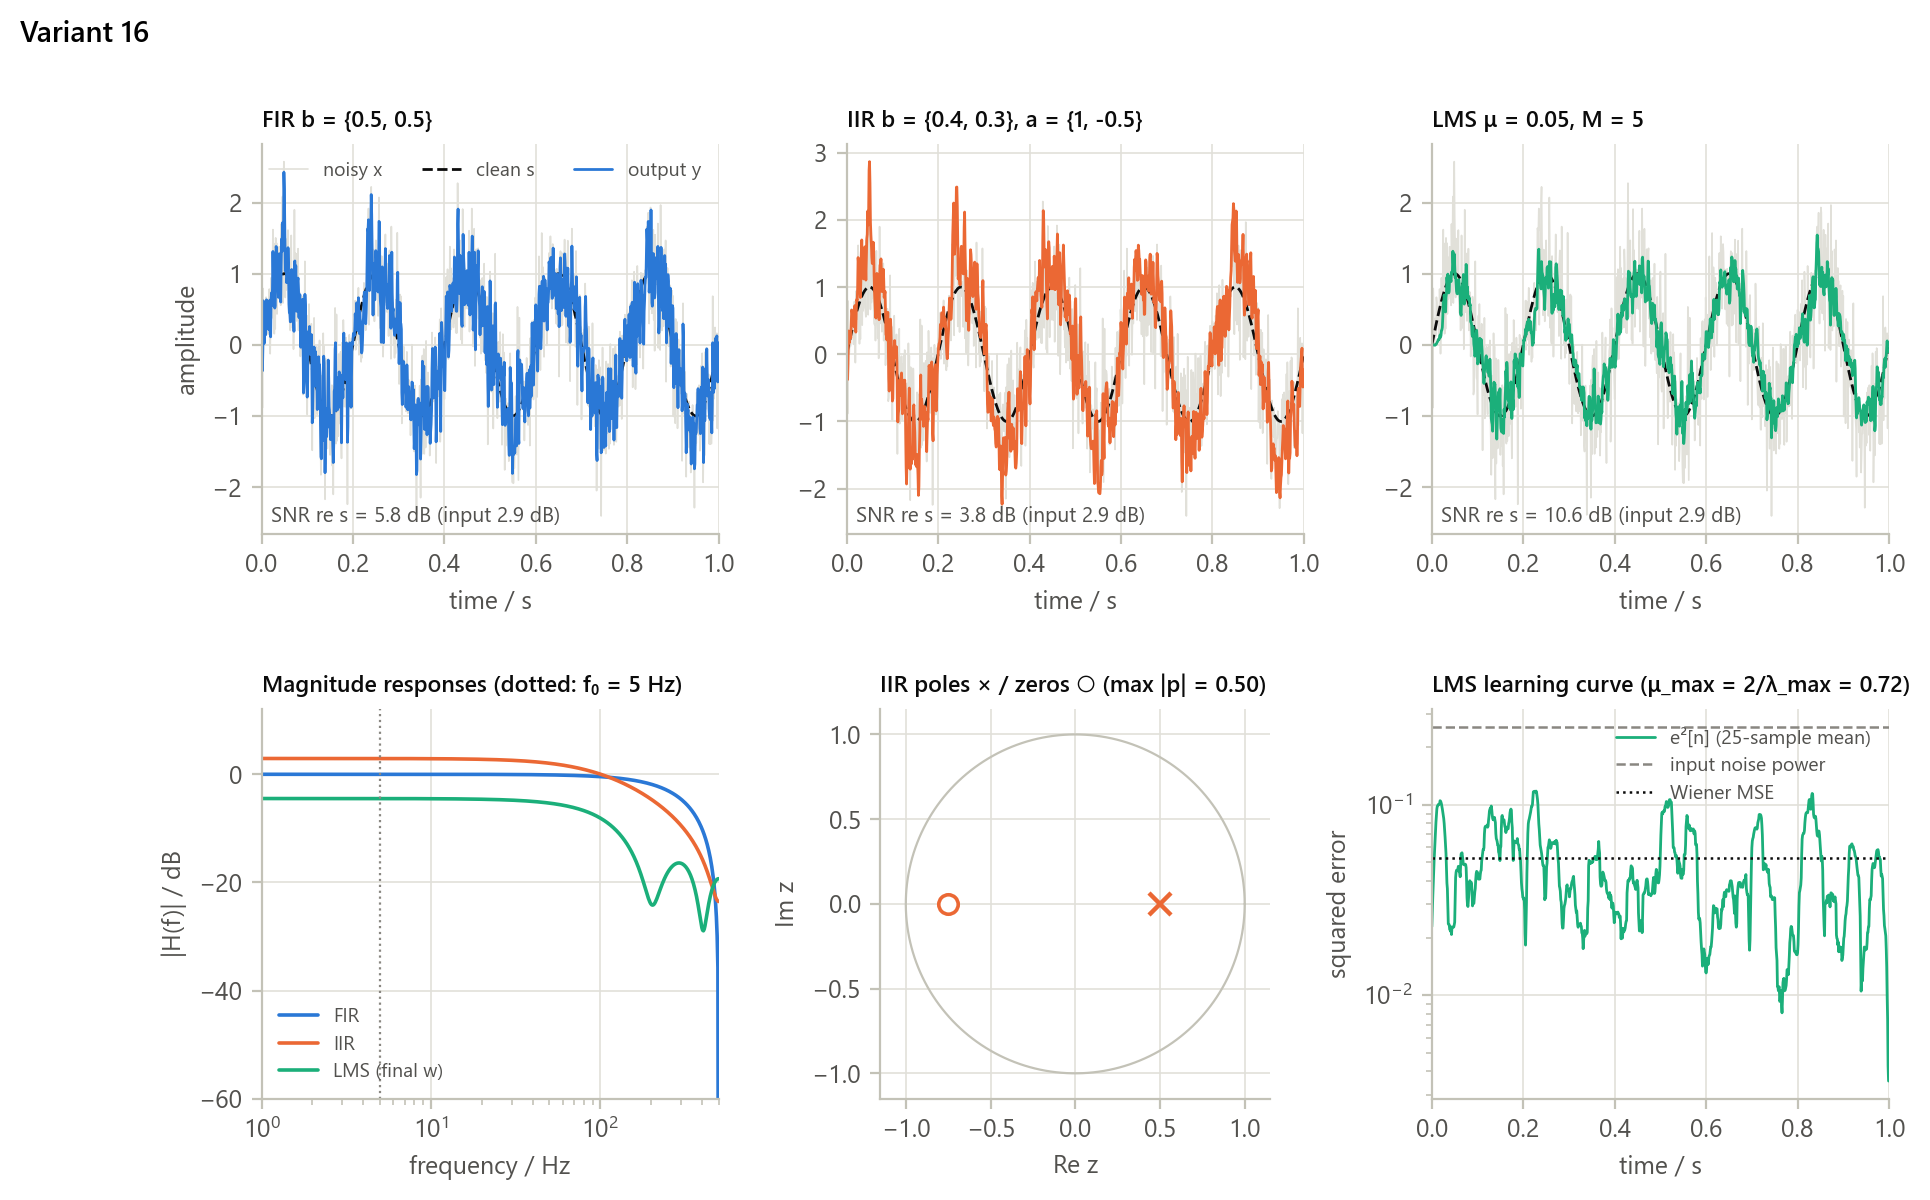 Variant 16
FIR b = {0.5, 0.5}
noisy x
clean s
output y
amplitude
2
1
0
−1
−2
SNR re s = 5.8 dB (input 2.9 dB)
0.0 0.2 0.4 0.6 0.8 1.0
time / s
IIR b = {0.4, 0.3}, a = {1, -0.5}
3
2
1
0
−1
−2
SNR re s = 3.8 dB (input 2.9 dB)
0.0 0.2 0.4 0.6 0.8 1.0
time / s
LMS μ = 0.05, M = 5
2
1
0
−1
−2
SNR re s = 10.6 dB (input 2.9 dB)
0.0 0.2 0.4 0.6 0.8 1.0
time / s
Magnitude responses (dotted: f₀ = 5 Hz)
|H(f)| / dB
0
−20
−40
−60
FIR
IIR
LMS (final w)
10⁰ 10¹ 10²
frequency / Hz
IIR poles × / zeros ○ (max |p| = 0.50)
Im z
1.0
0.5
0.0
−0.5
−1.0
−1.0 −0.5 0.0 0.5 1.0
Re z
LMS learning curve (μ_max = 2/λ_max = 0.72)
e²[n] (25-sample mean)
input noise power
Wiener MSE
squared error
10⁻¹
10⁻²
0.0 0.2 0.4 0.6 0.8 1.0
time / s